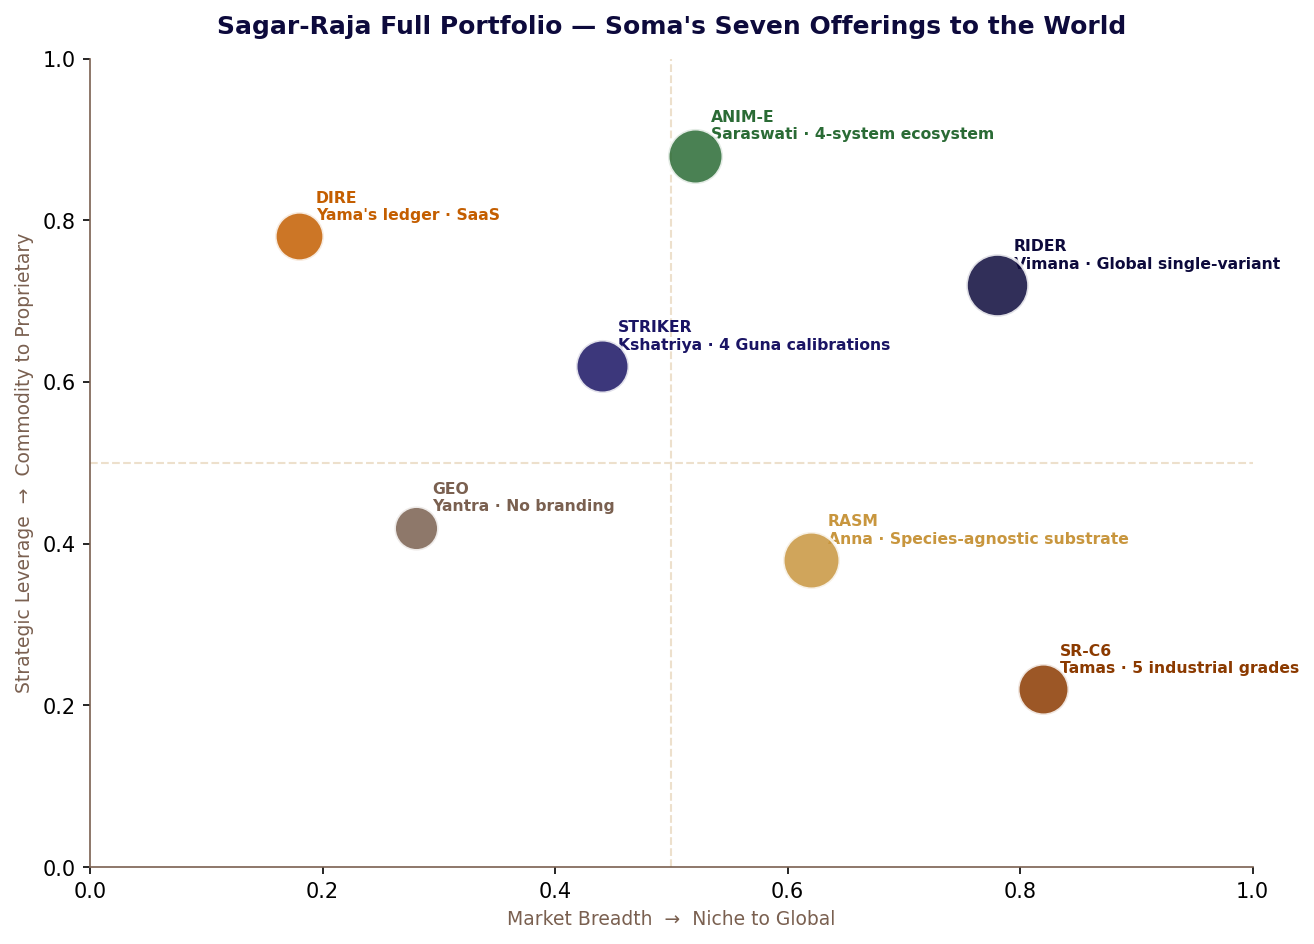 Sagar-Raja Full Portfolio — Soma's Seven Offerings to the World
Strategic Leverage → Commodity to Proprietary
1.0
0.8
0.6
0.4
0.2
0.0
ANIM-E
Saraswati · 4-system ecosystem
DIRE
Yama's ledger · SaaS
RIDER
Vimana · Global single-variant
STRIKER
Kshatriya · 4 Guna calibrations
GEO
Yantra · No branding
RASM
Anna · Species-agnostic substrate
SR-C6
Tamas · 5 industrial grades
0.0 0.2 0.4 0.6 0.8 1.0
Market Breadth → Niche to Global